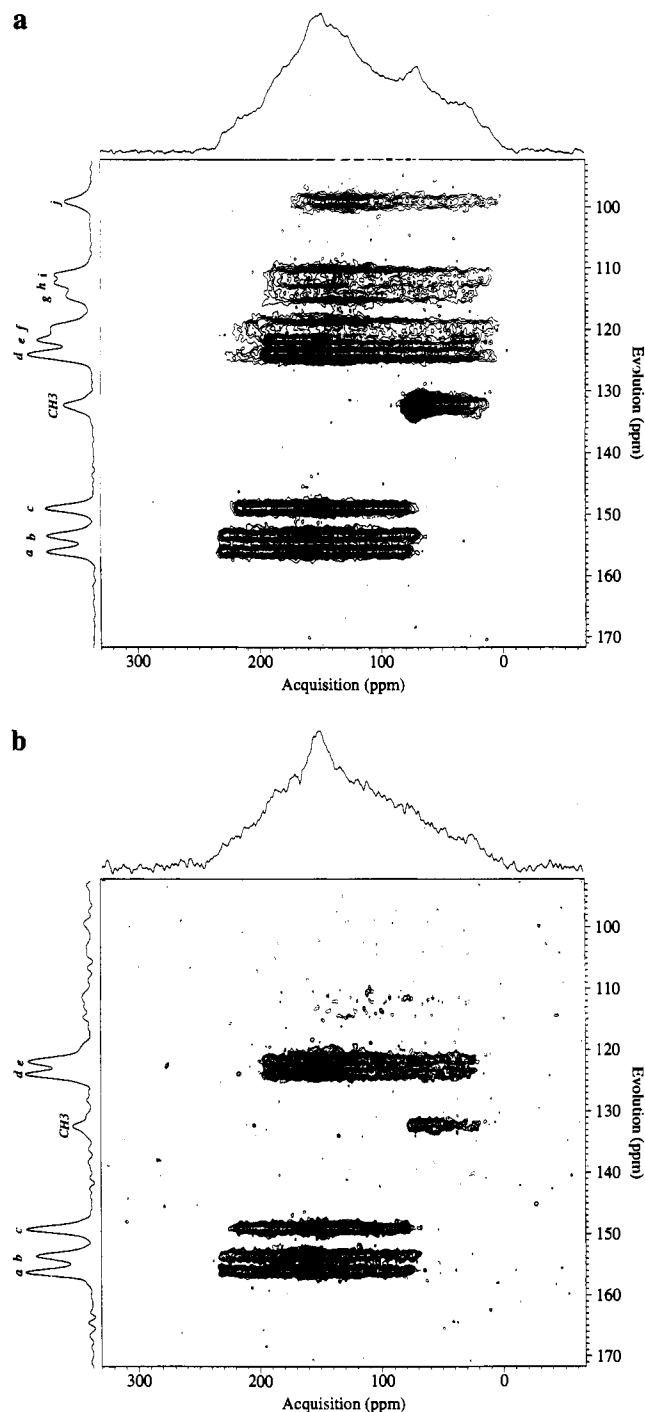 a
j
100
110
g h i
120
d e f
130
CH3
140
c
150
a b
160
170
Evolution (ppm)
300 200 100 0
Acquisition (ppm)
b
100
110
120
d e
130
CH3
140
c
150
a b
160
170
Evolution (ppm)
300 200 100 0
Acquisition (ppm)